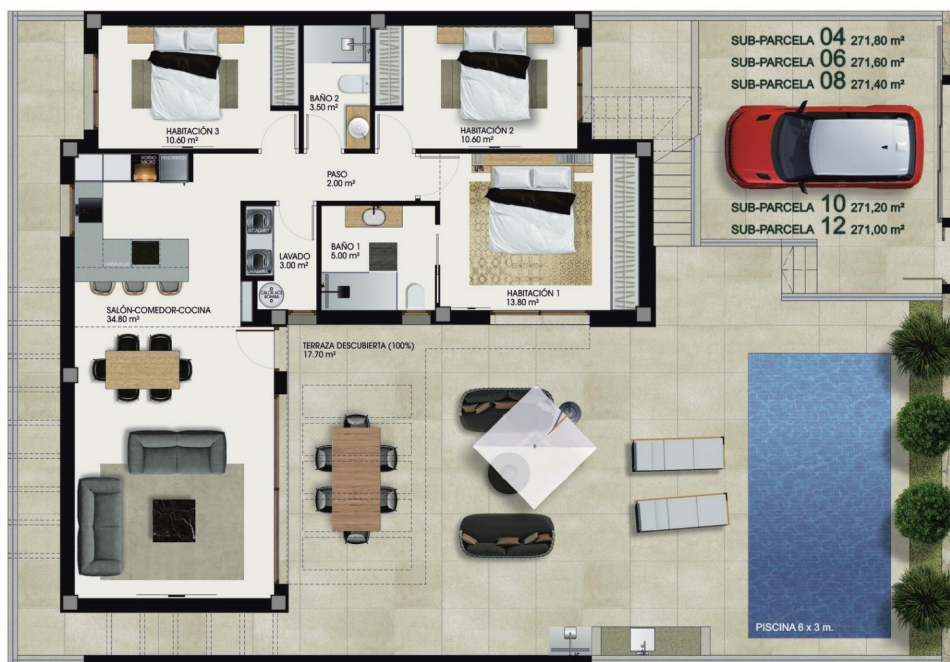 SUB-PARCELA 04 271,80 m²
SUB-PARCELA 06 271,60 m²
SUB-PARCELA 08 271,40 m²
SUB-PARCELA 10 271,20 m²
SUB-PARCELA 12 271,00 m²
BAÑO 2
3.50 m²
HABITACIÓN 3
10.60 m²
HABITACIÓN 2
10.60 m²
HORNO
MICRO
PASO
2.00 m²
BAÑO 1
5.00 m²
LAVADO
3.00 m²
HABITACIÓN 1
13.80 m²
SALÓN-COMEDOR-COCINA
34.80 m²
TERRAZA DESCUBIERTA (100%)
17.70 m²
PISCINA 6 x 3 m.